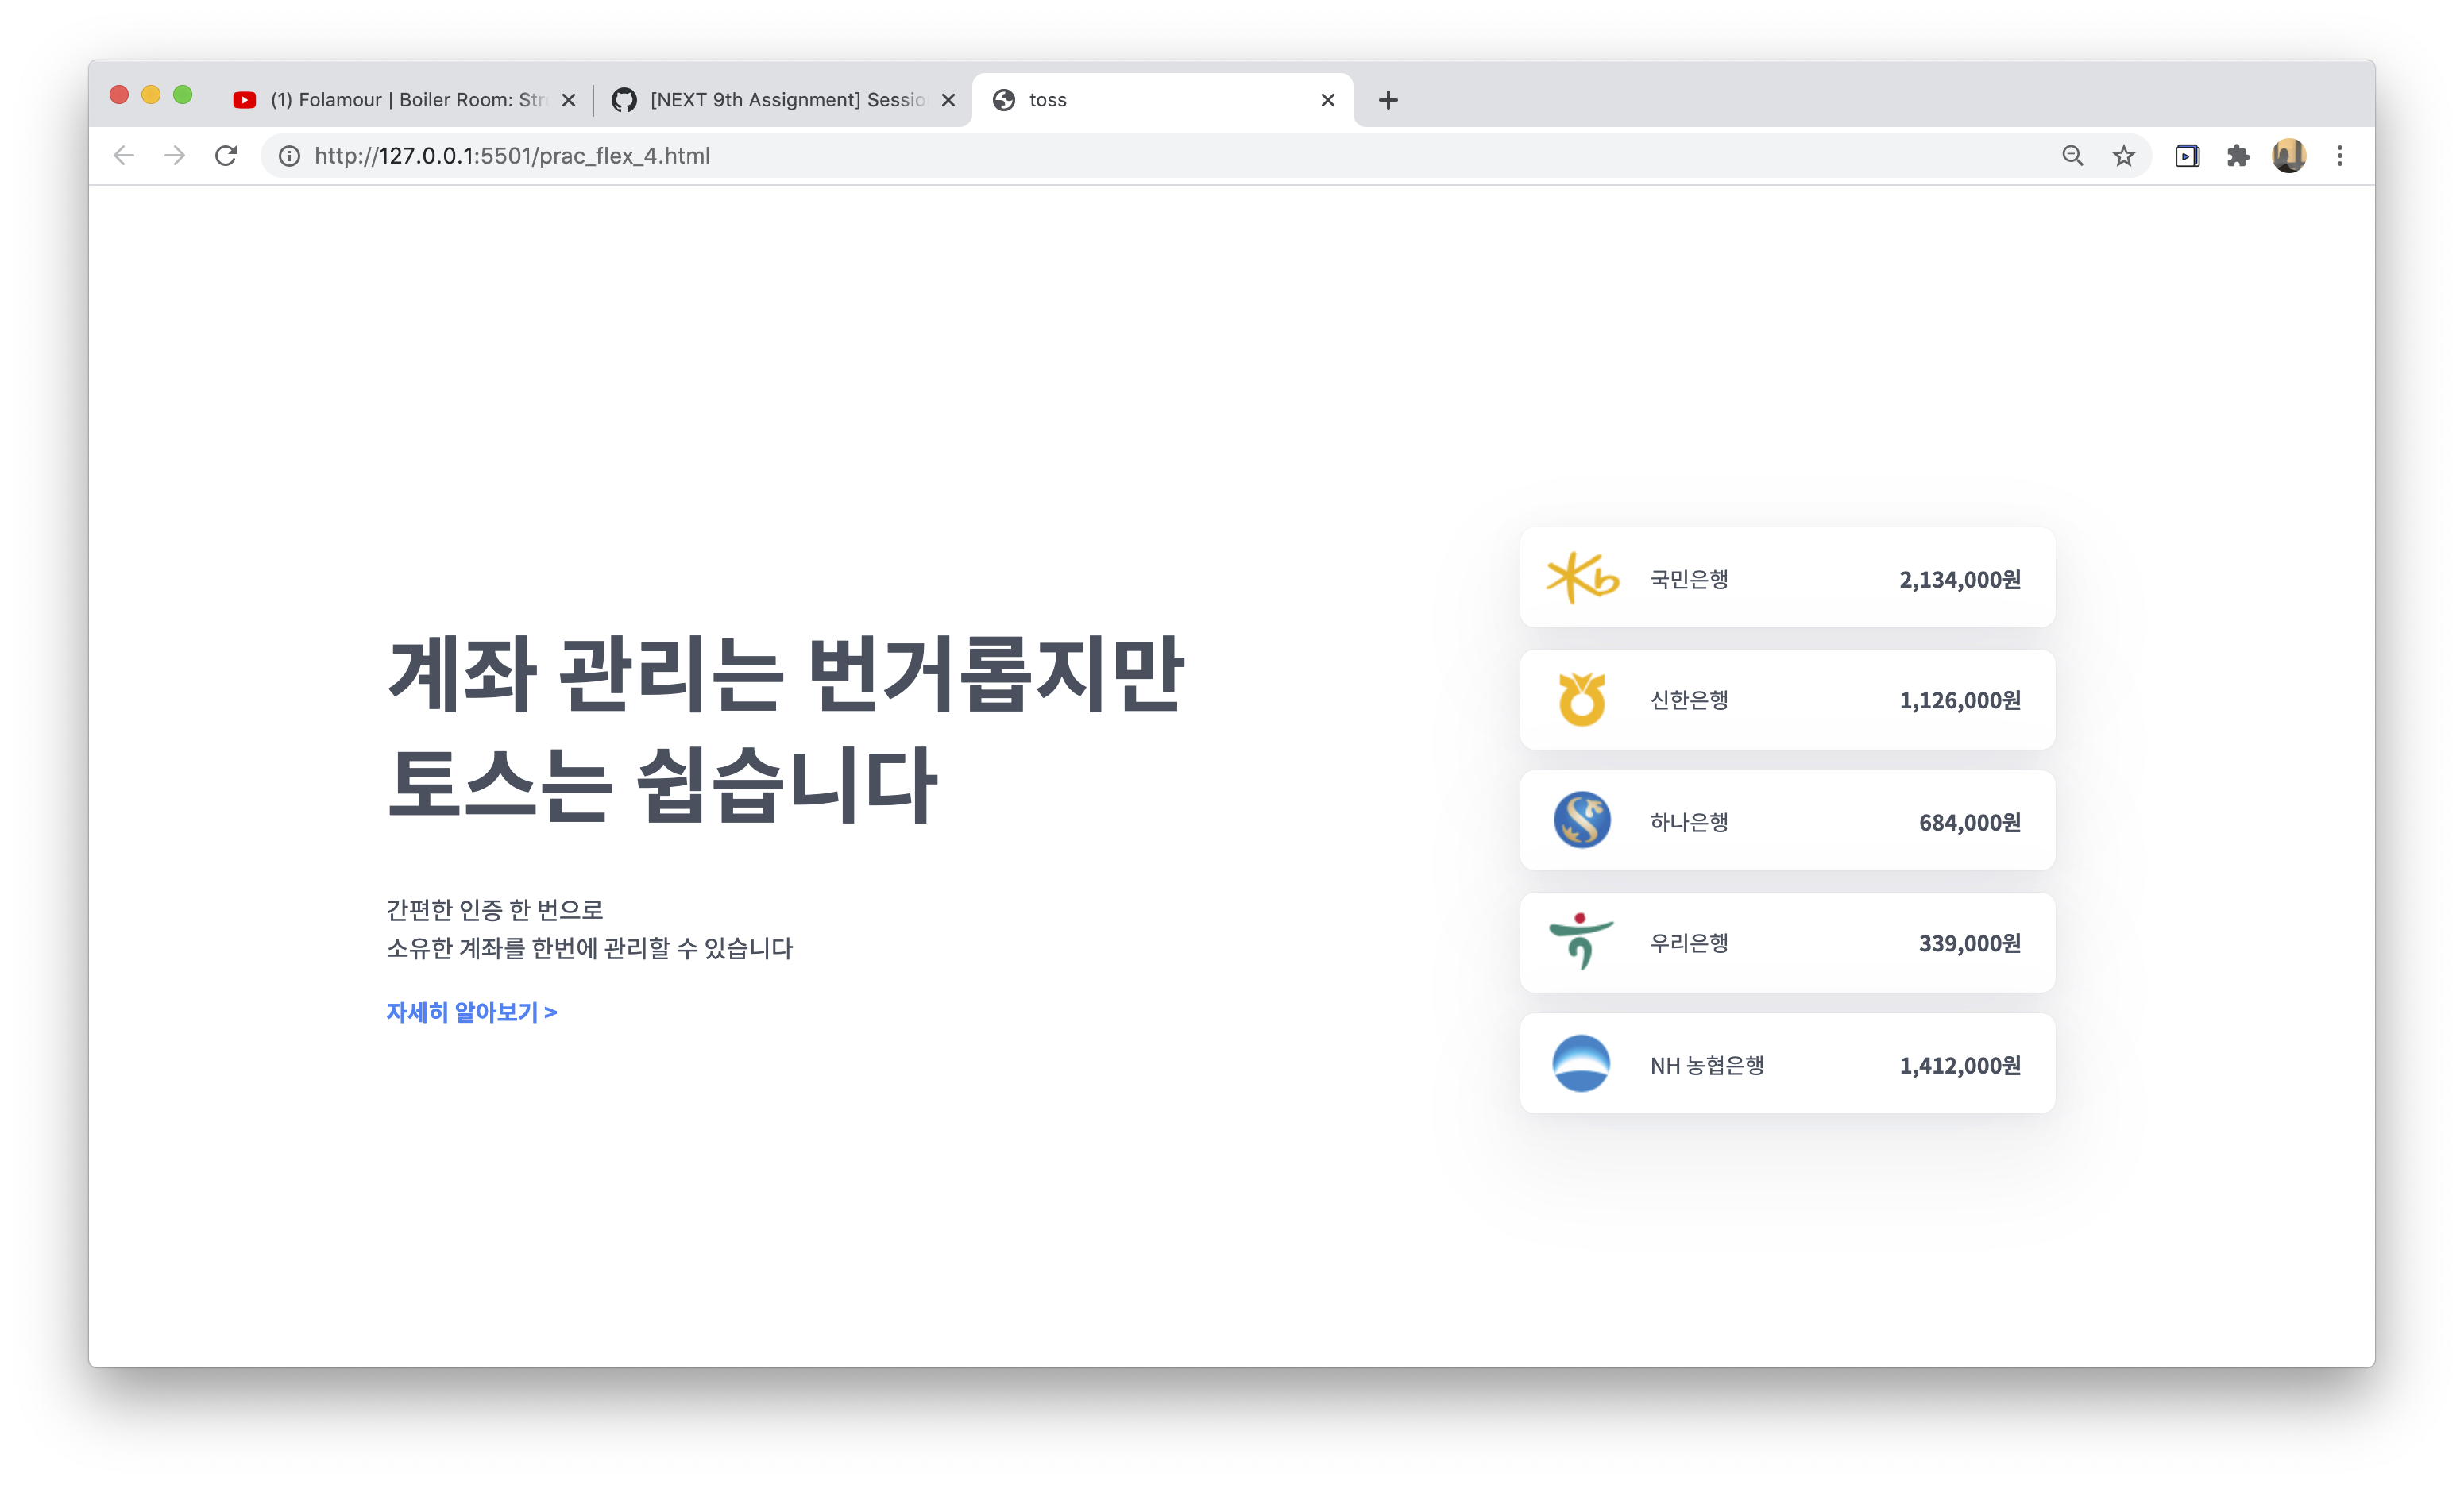 (1) Folamour | Boiler Room: Str
[NEXT 9th Assignment] Sessio
toss
http://127.0.0.1:5501/prac_flex_4.html
계좌 관리는 번거롭지만
토스는 쉽습니다
간편한 인증 한 번으로
소유한 계좌를 한번에 관리할 수 있습니다
자세히 알아보기 >
국민은행 2,134,000원
신한은행 1,126,000원
하나은행 684,000원
우리은행 339,000원
NH 농협은행 1,412,000원